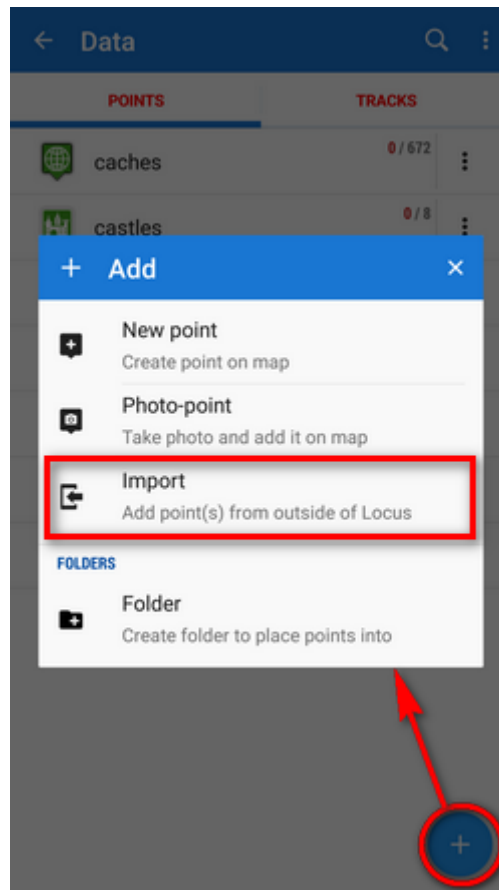 Data
POINTS
TRACKS
caches
0 / 672
castles
0 / 8
Add
New point
Create point on map
Photo-point
Take photo and add it on map
Import
Add point(s) from outside of Locus
FOLDERS
Folder
Create folder to place points into